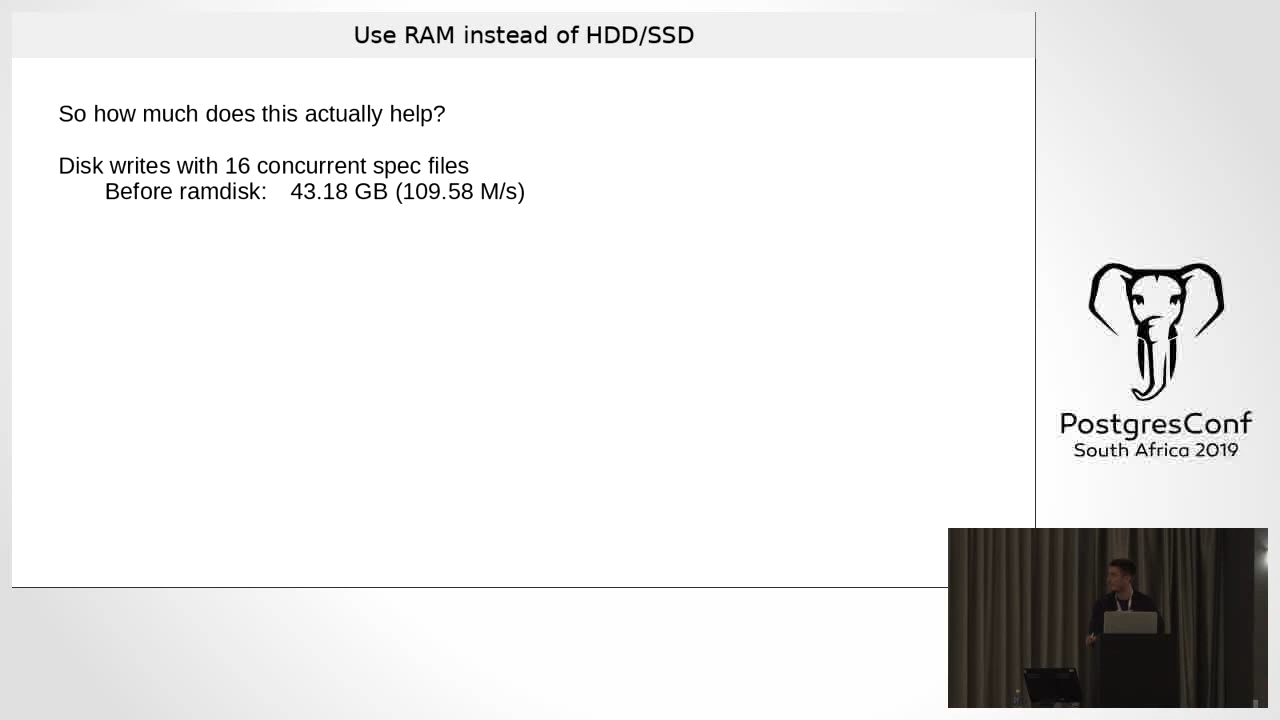 Use RAM instead of HDD/SSD
So how much does this actually help?
Disk writes with 16 concurrent spec files
Before ramdisk: 43.18 GB (109.58 M/s)
PostgresConf
South Africa 2019